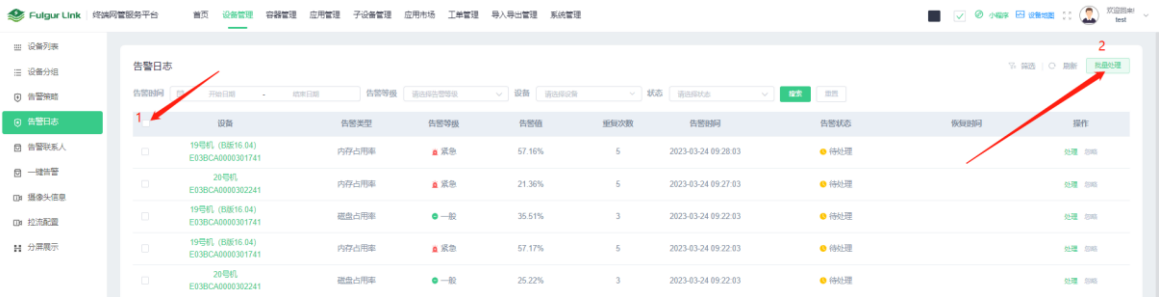 Fulgur Link 终端网管服务平台 首页 设备管理 容器管理 应用管理 子设备管理 应用市场 工单管理 导入导出管理 系统管理 小程序 设备地图 欢迎回来! test
设备列表
设备分组
告警策略
告警日志
告警联系人
一键告警
摄像头信息
拉流配置
分屏展示
2
告警日志 筛选 刷新 批量处理
告警时间 开始日期 - 结束日期 告警等级 请选择告警等级 设备 请选择设备 状态 请选择状态 搜索 重置
1
设备 告警类型 告警等级 告警值 重复次数 告警时间 告警状态 恢复时间 操作
19号机 (B版16.04)
E03BCA0000301741 内存占用率 紧急 57.16% 5 2023-03-24 09:28:03 待处理 处理 忽略
20号机
E03BCA0000302241 内存占用率 紧急 21.36% 5 2023-03-24 09:27:03 待处理 处理 忽略
19号机 (B版16.04)
E03BCA0000301741 磁盘占用率 一般 35.51% 3 2023-03-24 09:22:03 待处理 处理 忽略
19号机 (B版16.04)
E03BCA0000301741 内存占用率 紧急 57.17% 5 2023-03-24 09:22:03 待处理 处理 忽略
20号机
E03BCA0000302241 磁盘占用率 一般 25.22% 3 2023-03-24 09:22:03 待处理 处理 忽略